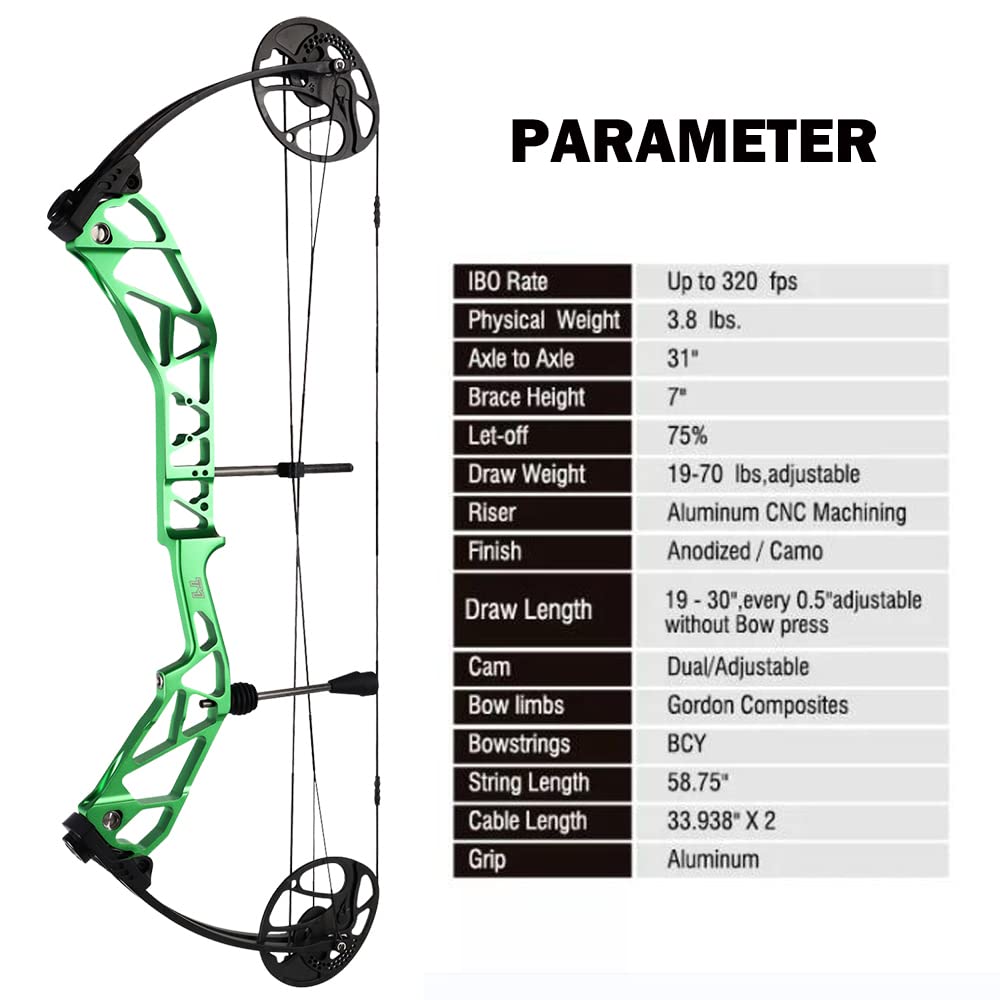 PARAMETER
IBO Rate Up to 320 fps
Physical Weight 3.8 lbs.
Axle to Axle 31"
Brace Height 7"
Let-off 75%
Draw Weight 19-70 lbs,adjustable
Riser Aluminum CNC Machining
Finish Anodized / Camo
Draw Length 19 - 30",every 0.5"adjustable
without Bow press
Cam Dual/Adjustable
Bow limbs Gordon Composites
Bowstrings BCY
String Length 58.75"
Cable Length 33.938" X 2
Grip Aluminum